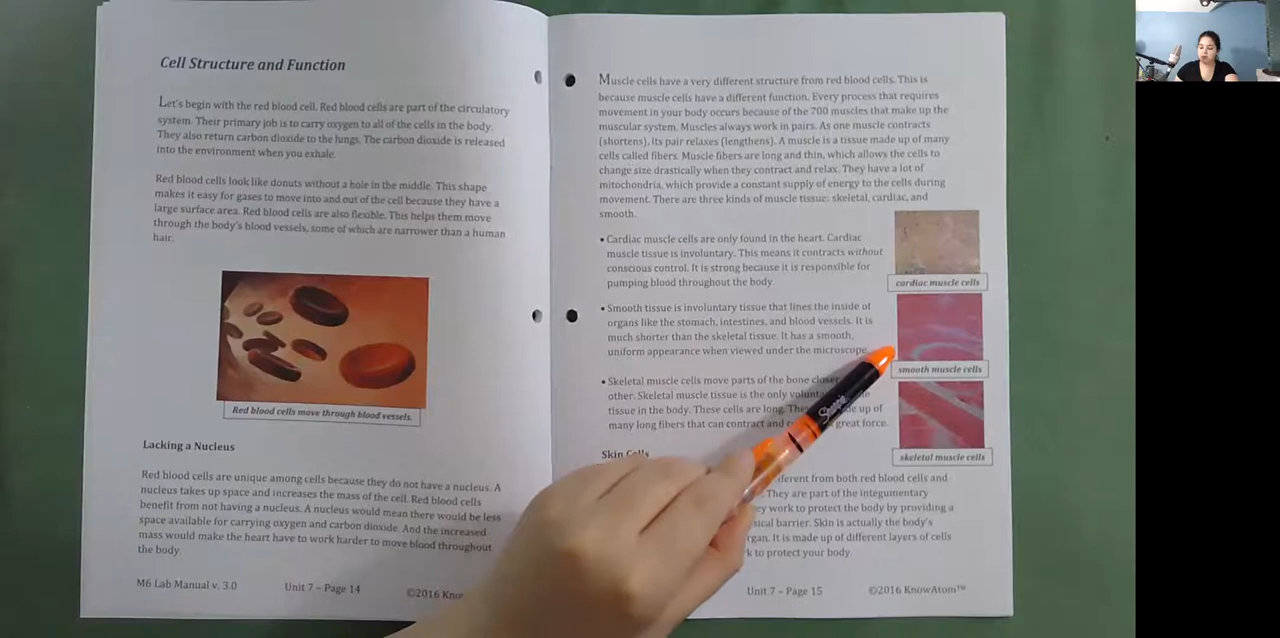 Cell Structure and Function
Let's begin with the red blood cell. Red blood cells are part of the circulatory
system. Their primary job is to carry oxygen to all of the cells in the body.
They also return carbon dioxide to the lungs. The carbon dioxide is released
into the environment when you exhale.
Red blood cells look like donuts without a hole in the middle. This shape
makes it easy for gases to move into and out of the cell because they have a
large surface area. Red blood cells are also flexible. This helps them move
through the body's blood vessels, some of which are narrower than a human
hair.
Red blood cells move through blood vessels.
Lacking a Nucleus
Red blood cells are unique among cells because they do not have a nucleus. A
nucleus takes up space and increases the mass of the cell. Red blood cells
benefit from not having a nucleus. A nucleus would mean there would be less
space available for carrying oxygen and carbon dioxide. And the increased
mass would make the heart have to work harder to move blood throughout
the body.
M6 Lab Manual v. 3.0 Unit 7 – Page 14 ©2016
Muscle cells have a very different structure from red blood cells. This is
because muscle cells have a different function. Every process that requires
movement in your body occurs because of the 700 muscles that make up the
muscular system. Muscles always work in pairs. As one muscle contracts
(shortens), its pair relaxes (lengthens). A muscle is a tissue made up of many
cells called fibers. Muscle fibers are long and thin, which allows the cells to
change size drastically when they contract and relax. They have a lot of
mitochondria, which provide a constant supply of energy to the cells during
movement. There are three kinds of muscle tissue: skeletal, cardiac, and
smooth.
• Cardiac muscle cells are only found in the heart. Cardiac
muscle tissue is involuntary. This means it contracts without
conscious control. It is strong because it is responsible for
pumping blood throughout the body.
cardiac muscle cells
• Smooth tissue is involuntary tissue that lines the inside of
organs like the stomach, intestines, and blood vessels. It is
much shorter than the skeletal tissue. It has a smooth,
uniform appearance when viewed under the microscope.
smooth muscle cells
• Skeletal muscle cells move parts of the bone closer
other. Skeletal muscle tissue is the only
tissue in the body. These cells are long. up of
many long fibers that can contract and great force.
skeletal muscle cells
Skin Cells
from both red blood cells and
They are part of the integumentary
work to protect the body by providing a
barrier. Skin is actually the body's
It is made up of different layers of cells
to protect your body
Unit 7 – Page 15 ©2016 KnowAtom™
Sharpie